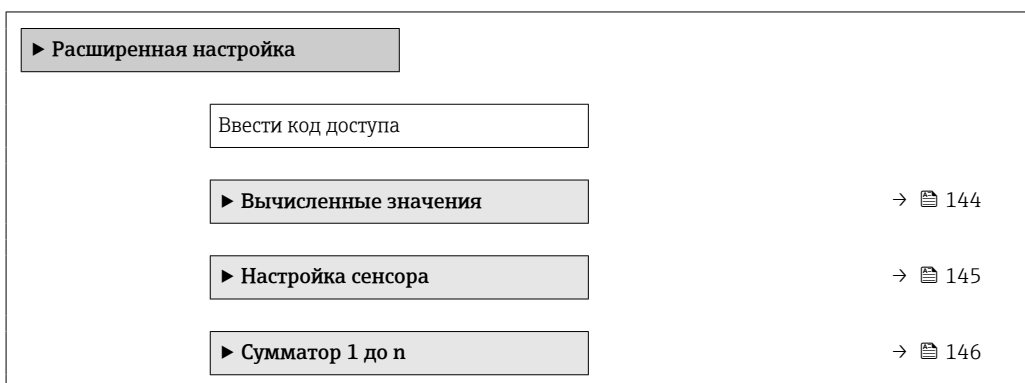 ▶ Расширенная настройка
Ввести код доступа
▶ Вычисленные значения → 144
▶ Настройка сенсора → 145
▶ Сумматор 1 до n → 146